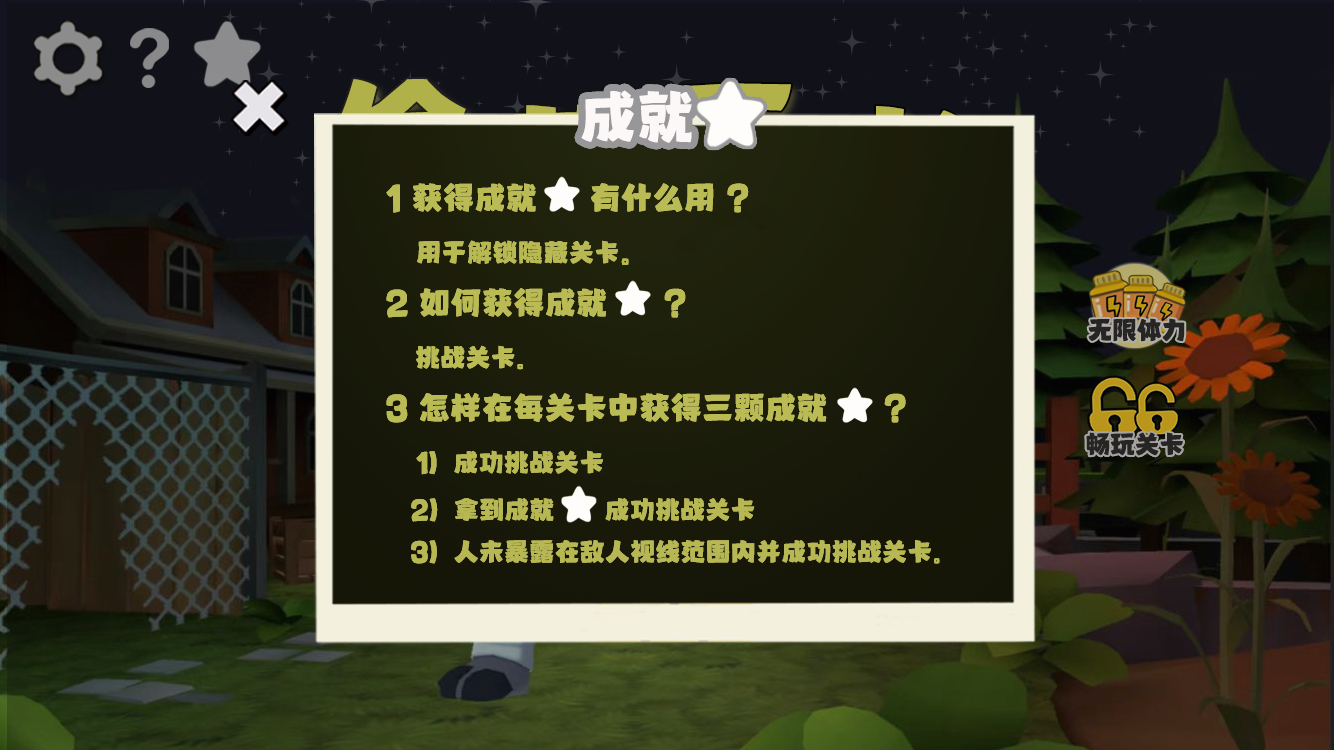 成就
1 获得成就 有什么用？
用于解锁隐藏关卡。
2 如何获得成就 ？
挑战关卡。
3 怎样在每关卡中获得三颗成就 ？
1) 成功挑战关卡
2) 拿到成就 成功挑战关卡
3) 人未暴露在敌人视线范围内并成功挑战关卡。
无限体力
畅玩关卡